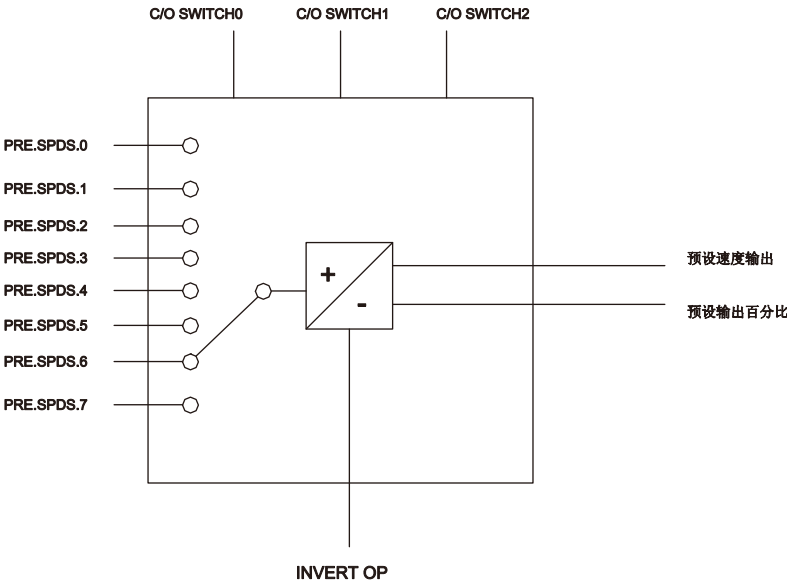 C/O SWITCH0 C/O SWITCH1 C/O SWITCH2
PRE.SPDS.0
PRE.SPDS.1
PRE.SPDS.2
PRE.SPDS.3
PRE.SPDS.4
PRE.SPDS.5
PRE.SPDS.6
PRE.SPDS.7
+
-
预设速度输出
预设输出百分比
INVERT OP